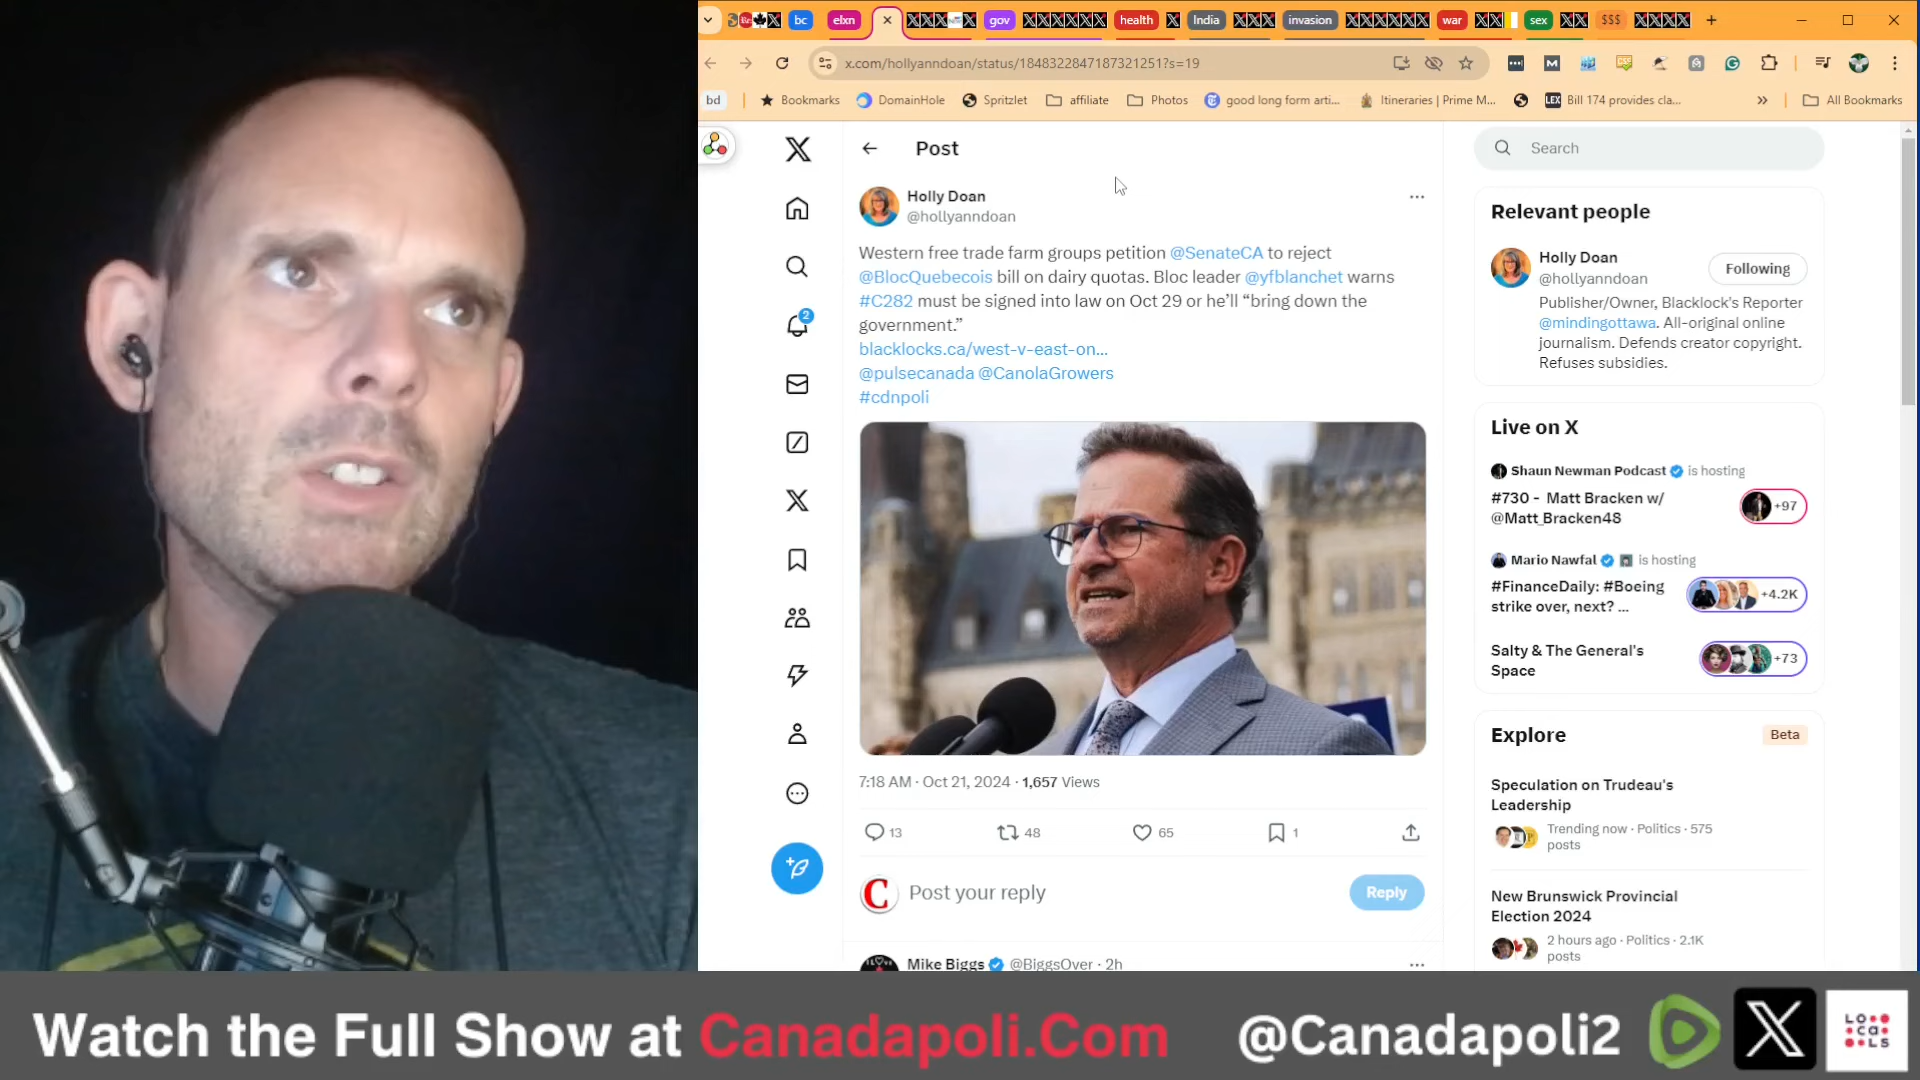 bc
elxn
gov
health
India
invasion
war
sex
$$$
x.com/hollyanndoan/status/1848322847187321251?s=19
bd
Bookmarks
DomainHole
Spritzlet
affiliate
Photos
good long form arti...
Itineraries | Prime M...
LEX
Bill 174 provides cla...
All Bookmarks
Post
Search
Holly Doan
@hollyanndoan
Western free trade farm groups petition @SenateCA to reject
@BlocQuebecois bill on dairy quotas. Bloc leader @yfblanchet warns
#C282 must be signed into law on Oct 29 or he'll “bring down the
government.”
blacklocks.ca/west-v-east-on...
@pulsecanada @CanolaGrowers
#cdnpoli
7:18 AM · Oct 21, 2024 · 1,657 Views
13
48
65
1
Post your reply
Reply
Mike Biggs @BiggsOver · 2h
2
Relevant people
Holly Doan
@hollyanndoan
Following
Publisher/Owner, Blacklock's Reporter
@mindingottawa. All-original online
journalism. Defends creator copyright.
Refuses subsidies.
Live on X
Shaun Newman Podcast is hosting
#730 - Matt Bracken w/
@Matt_Bracken48
+97
Mario Nawfal is hosting
#FinanceDaily: #Boeing
strike over, next? ...
+4.2K
Salty & The General's
Space
+73
Explore
Beta
Speculation on Trudeau's
Leadership
Trending now · Politics · 575
posts
New Brunswick Provincial
Election 2024
2 hours ago · Politics · 2.1K
posts
Watch the Full Show at Canadapoli.Com
@Canadapoli2
LO
ca
LS